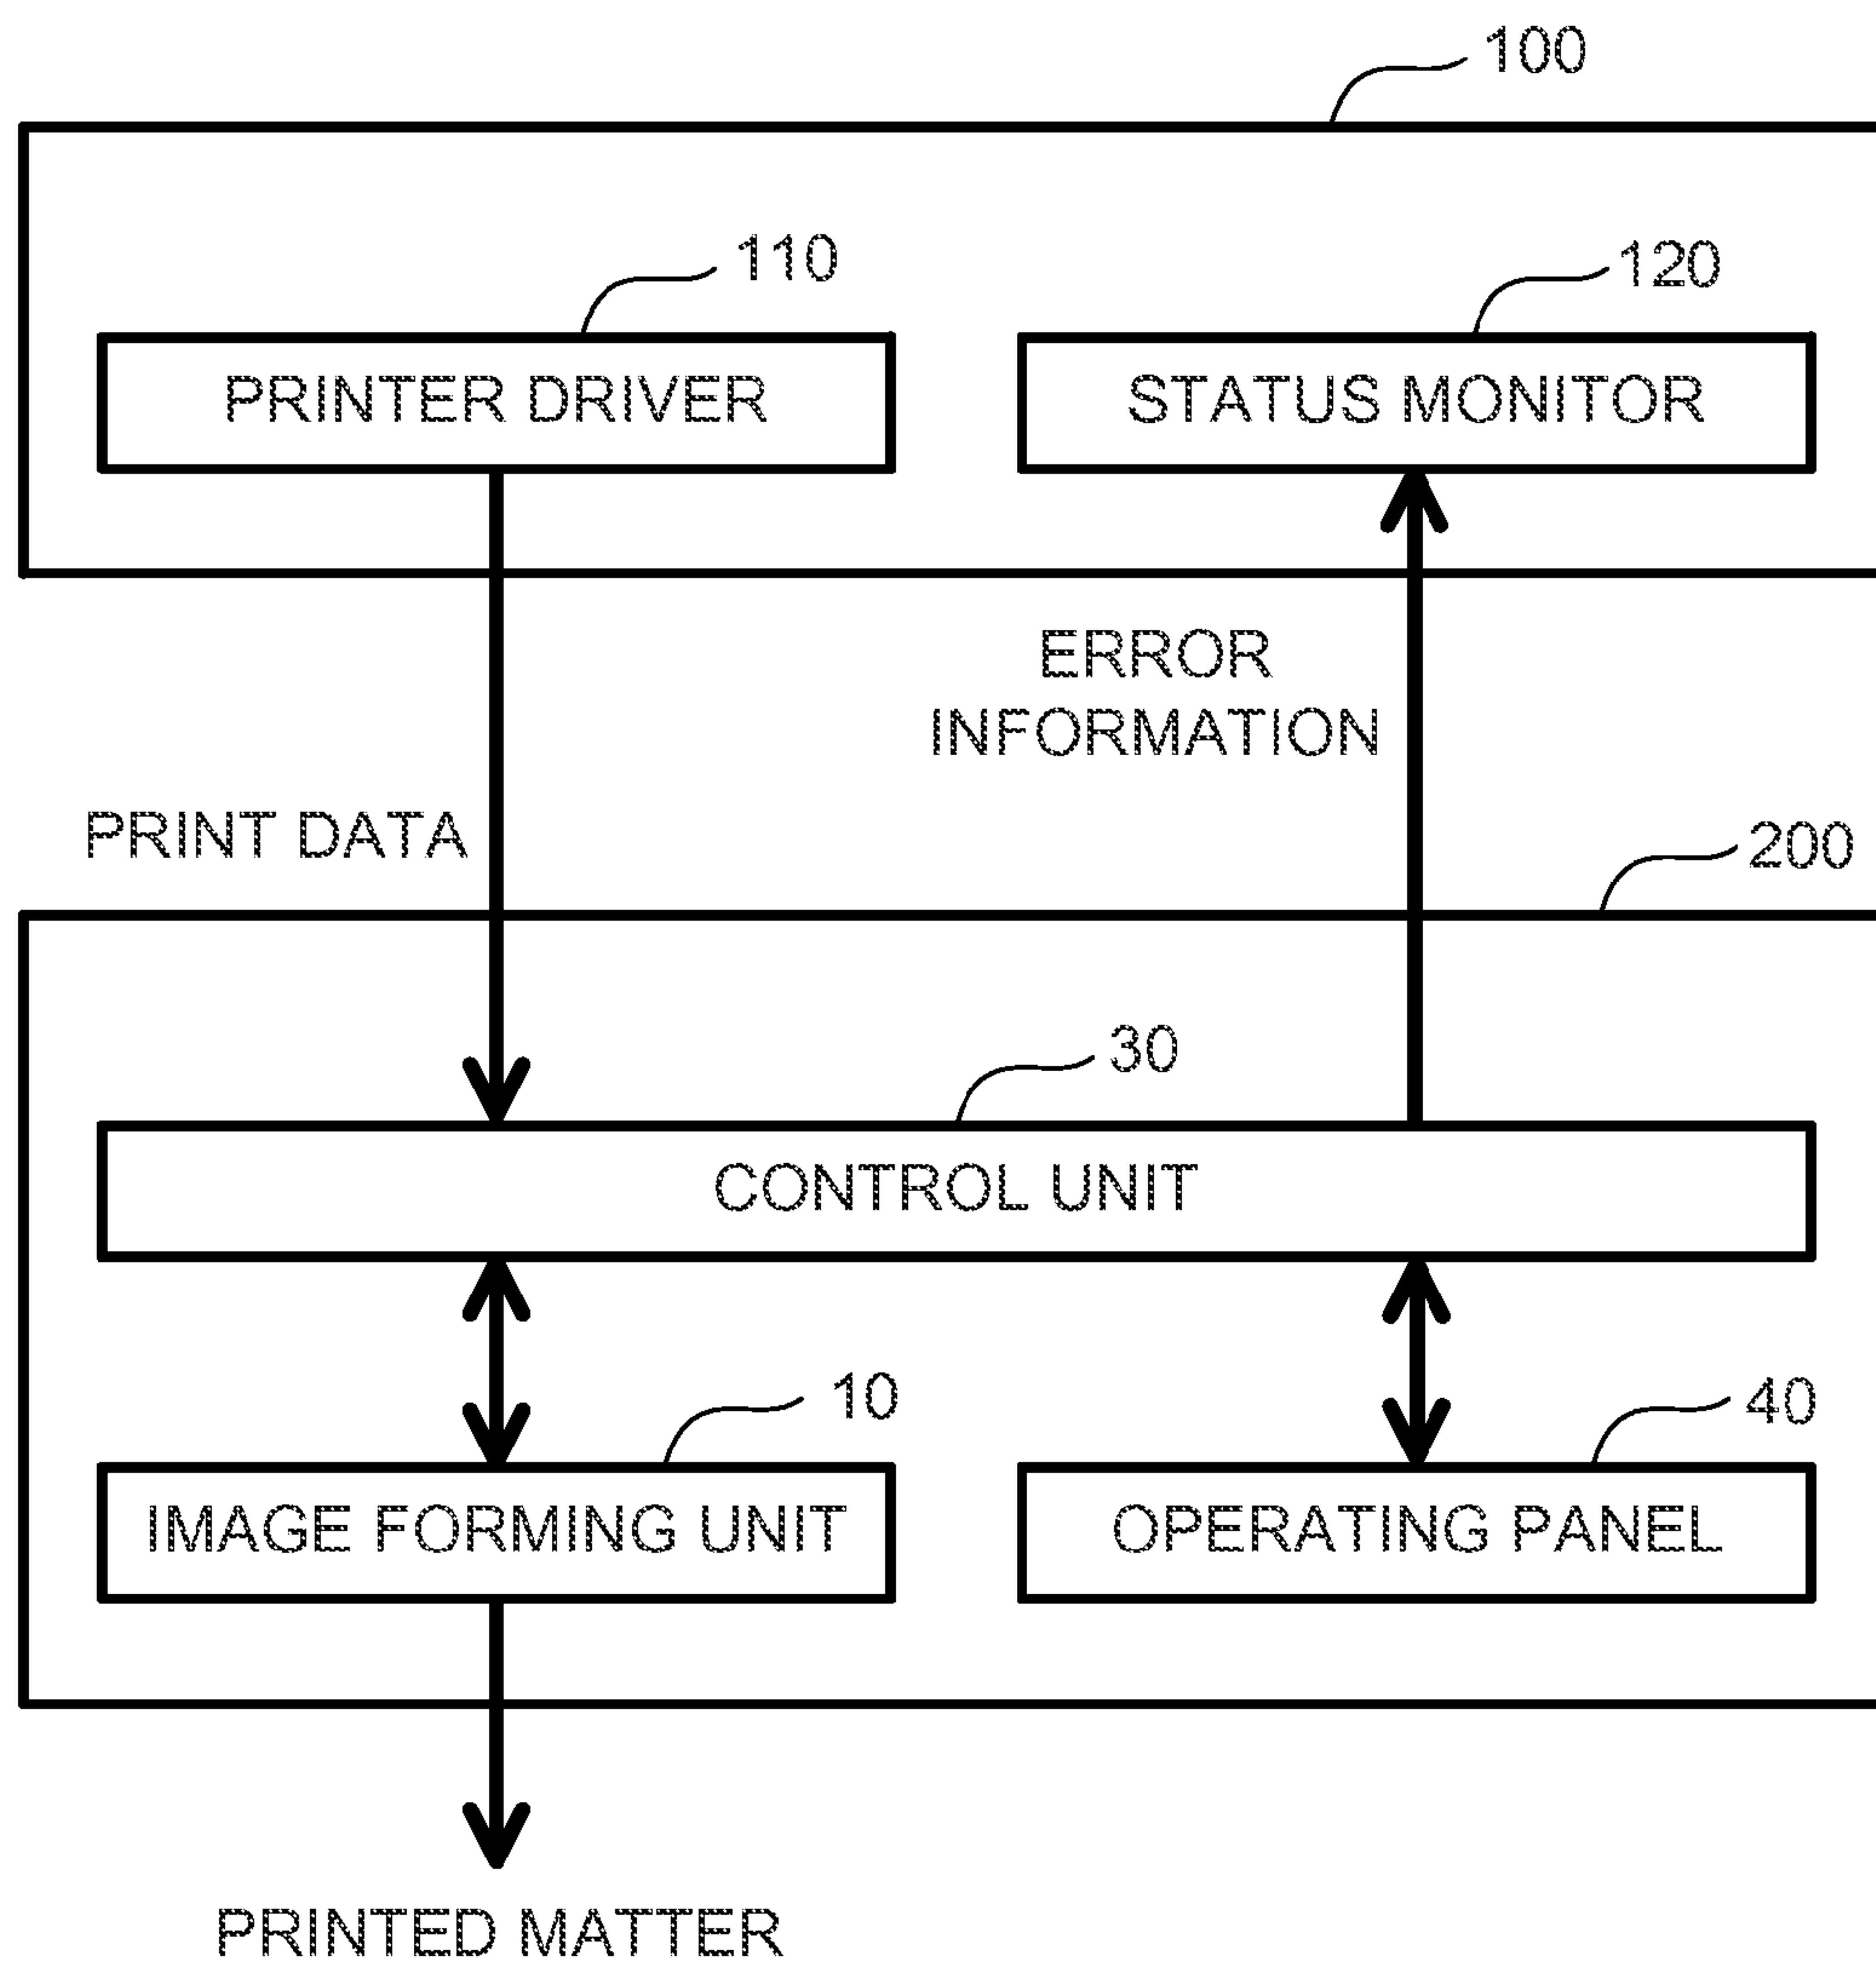 100
110
120
PRINTER DRIVER
STATUS MONITOR
ERROR
INFORMATION
PRINT DATA
200
30
CONTROL UNIT
10
40
IMAGE FORMING UNIT
OPERATING PANEL
PRINTED MATTER